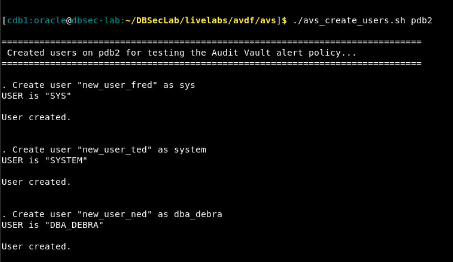 [cdb1:oracle@dbsec-lab:~/DBSecLab/livelabs/avdf/avs]$ ./avs_create_users.sh pdb2
==============================================================================
Created users on pdb2 for testing the Audit Vault alert policy...
==============================================================================
. Create user "new_user_fred" as sys
USER is "SYS"
User created.
. Create user "new_user_ted" as system
USER is "SYSTEM"
User created.
. Create user "new_user_ned" as dba_debra
USER is "DBA_DEBRA"
User created.